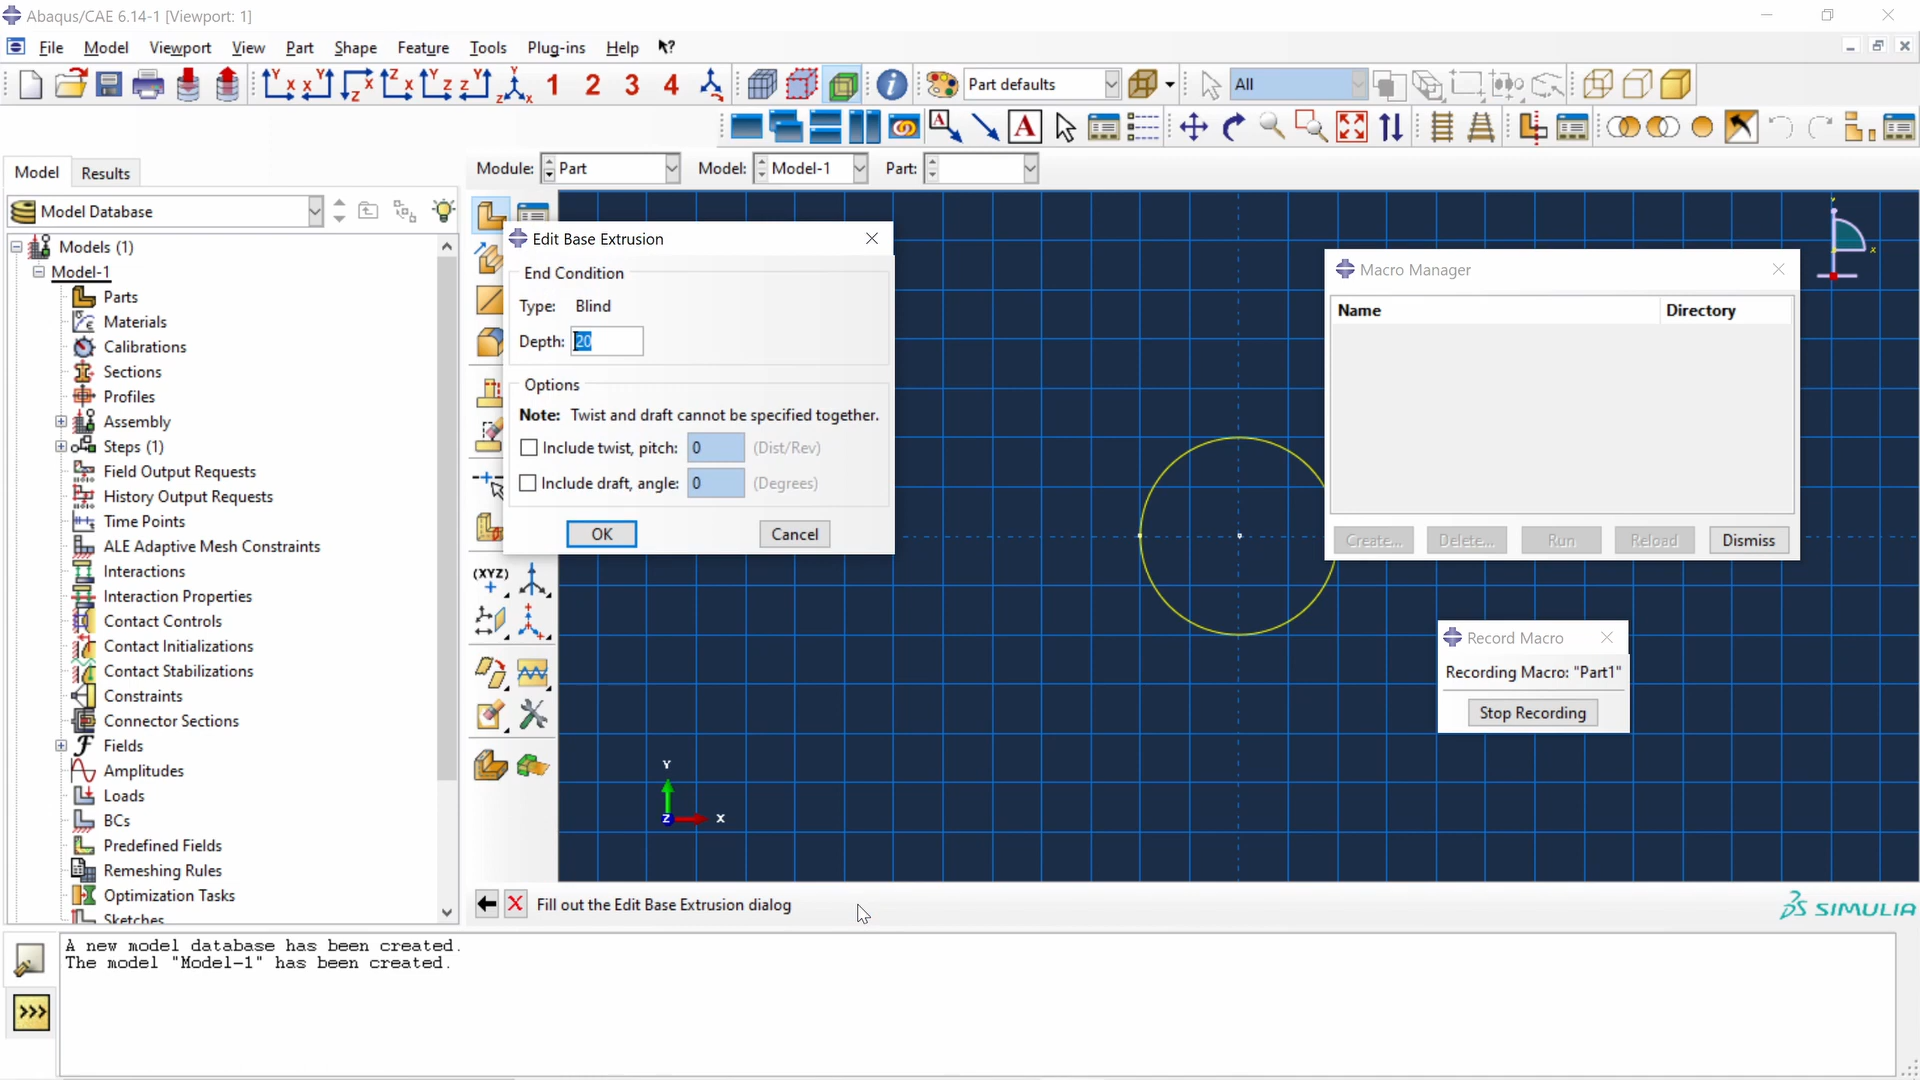 Abaqus/CAE 6.14-1 [Viewport: 1]
File Model Viewport View Part Shape Feature Tools Plug-ins Help
1 2 3 4 Part defaults All
A A
Model Results
Module: Part Model: Model-1 Part:
Model Database
Models (1)
Model-1
Parts
Materials
Calibrations
Sections
Profiles
Assembly
Steps (1)
Field Output Requests
History Output Requests
Time Points
ALE Adaptive Mesh Constraints
Interactions
Interaction Properties
Contact Controls
Contact Initializations
Contact Stabilizations
Constraints
Connector Sections
Fields
Amplitudes
Loads
BCs
Predefined Fields
Remeshing Rules
Optimization Tasks
Sketches
(XYZ)
Edit Base Extrusion
End Condition
Type: Blind
Depth: 20
Options
Note: Twist and draft cannot be specified together.
Include twist, pitch: 0 (Dist/Rev)
Include draft, angle: 0 (Degrees)
OK Cancel
Macro Manager
Name Directory
Create... Delete... Run Reload Dismiss
Record Macro
Recording Macro: "Part1"
Stop Recording
Y
Z X
Fill out the Edit Base Extrusion dialog
SIMULIA
A new model database has been created.
The model "Model-1" has been created.
>>>